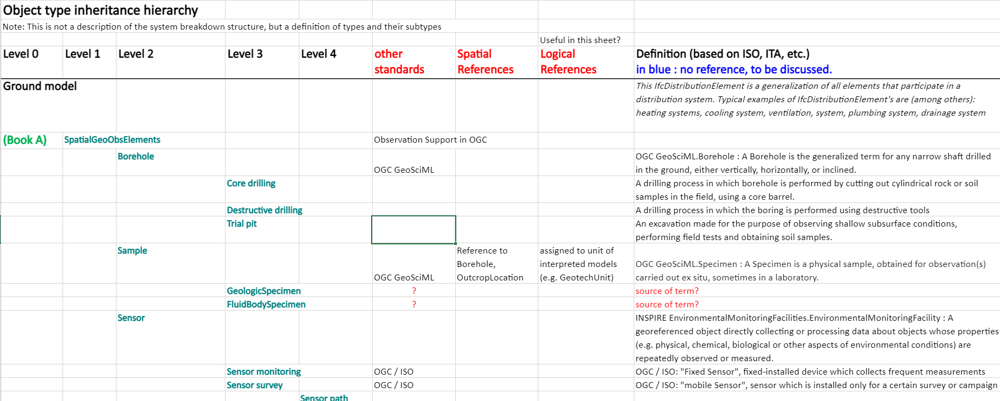 Object type inheritance hierarchy
Note: This is not a description of the system breakdown structure, but a definition of types and their subtypes
Useful in this sheet?
Level 0 Level 1 Level 2 Level 3 Level 4 other standards Spatial References Logical References Definition (based on ISO, ITA, etc.)
in blue : no reference, to be discussed.
Ground model This IfcDistributionElement is a generalization of all elements that participate in a
distribution system. Typical examples of IfcDistributionElement's are (among others):
heating systems, cooling system, ventilation, system, plumbing system, drainage system
(Book A) SpatialGeoObsElements Observation Support in OGC
Borehole OGC GeoSciML OGC GeoSciML.Borehole : A Borehole is the generalized term for any narrow shaft drilled
in the ground, either vertically, horizontally, or inclined.
Core drilling A drilling process in which borehole is performed by cutting out cylindrical rock or soil
samples in the field, using a core barrel.
Destructive drilling A drilling process in which the boring is performed using destructive tools
Trial pit An excavation made for the purpose of observing shallow subsurface conditions,
performing field tests and obtaining soil samples.
Sample OGC GeoSciML Reference to Borehole, OutcropLocation assigned to unit of interpreted models (e.g. GeotechUnit) OGC GeoSciML.Specimen : A Specimen is a physical sample, obtained for observation(s)
carried out ex situ, sometimes in a laboratory.
GeologicSpecimen ? source of term?
FluidBodySpecimen ? source of term?
Sensor INSPIRE EnvironmentalMonitoringFacilities.EnvironmentalMonitoringFacility : A
georeferenced object directly collecting or processing data about objects whose properties
(e.g. physical, chemical, biological or other aspects of environmental conditions) are
repeatedly observed or measured.
Sensor monitoring OGC / ISO OGC / ISO: "Fixed Sensor", fixed-installed device which collects frequent measurements
Sensor survey OGC / ISO OGC / ISO: "mobile Sensor", sensor which is installed only for a certain survey or campaign
Sensor path